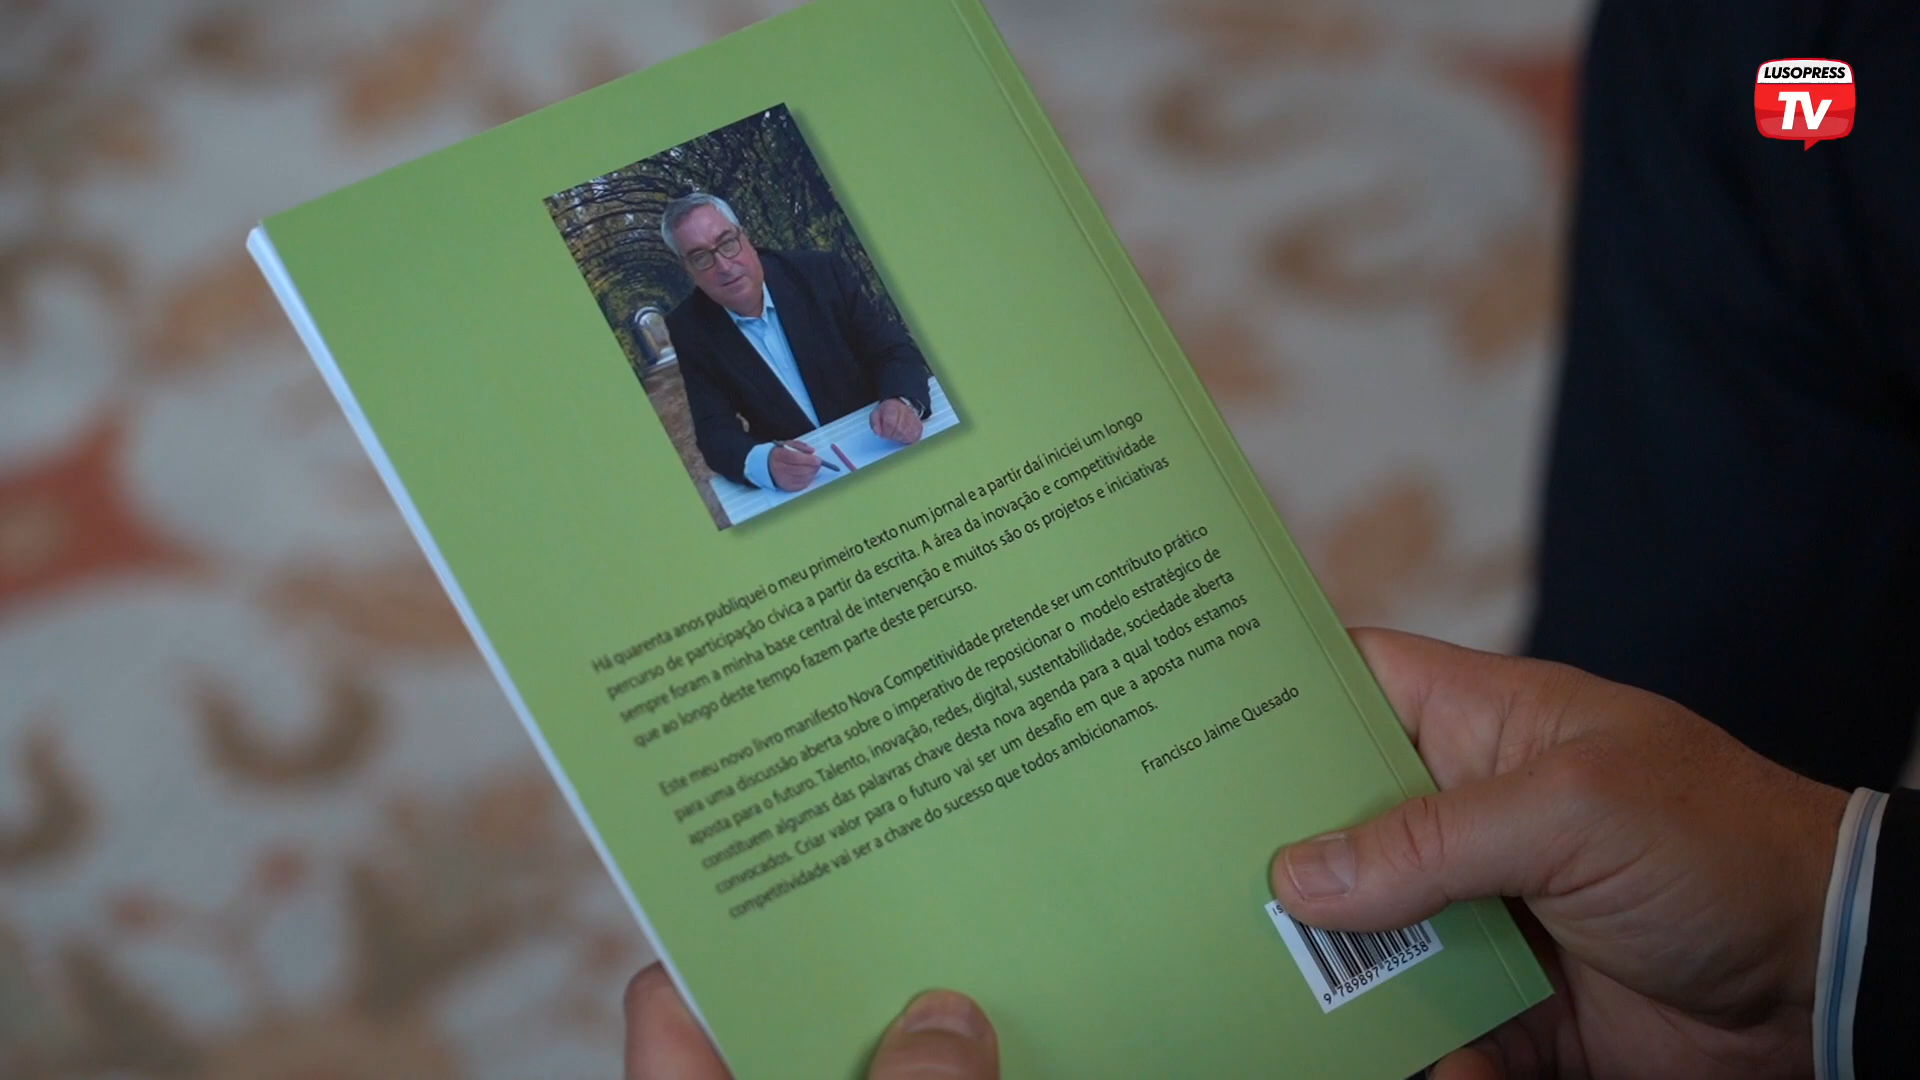 LUSOPRESS
TV
Há quarenta anos publiquei o meu primeiro texto num jornal e a partir daí iniciei um longo
percurso de participação cívica a partir da escrita. A área da inovação e competitividade
sempre foram a minha base central de intervenção e muitos são os projetos e iniciativas
que ao longo deste tempo fazem parte deste percurso.
Este meu novo livro manifesto Nova Competitividade pretende ser um contributo prático
para uma discussão aberta sobre o imperativo de reposicionar o modelo estratégico de
aposta para o futuro. Talento, inovação, redes, digital, sustentabilidade, sociedade aberta
constituem algumas das palavras chave desta nova agenda para a qual todos estamos
convocados. Criar valor para o futuro vai ser um desafio em que a aposta numa nova
competitividade vai ser a chave do sucesso que todos ambicionamos.
Francisco Jaime Quesado
9 789897 292538